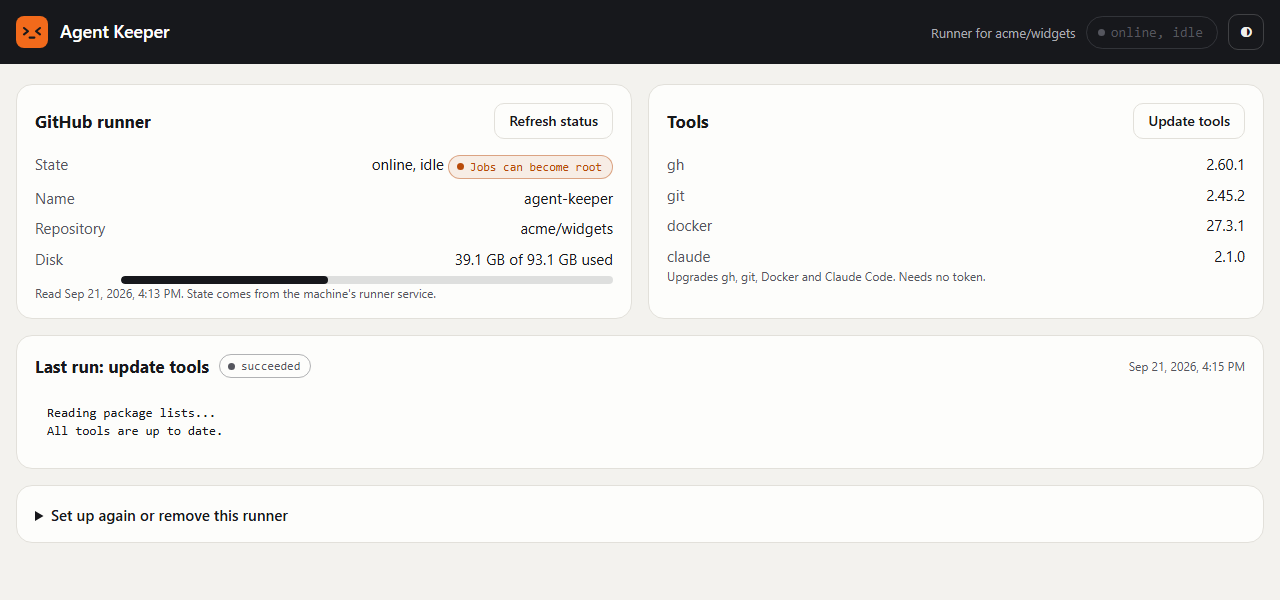 Agent Keeper
Runner for acme/widgets
online, idle
GitHub runner
Refresh status
State
online, idle
Jobs can become root
Name
agent-keeper
Repository
acme/widgets
Disk
39.1 GB of 93.1 GB used
Read Sep 21, 2026, 4:13 PM. State comes from the machine's runner service.
Tools
Update tools
gh
2.60.1
git
2.45.2
docker
27.3.1
claude
2.1.0
Upgrades gh, git, Docker and Claude Code. Needs no token.
Last run: update tools
succeeded
Sep 21, 2026, 4:15 PM
Reading package lists...
All tools are up to date.
Set up again or remove this runner